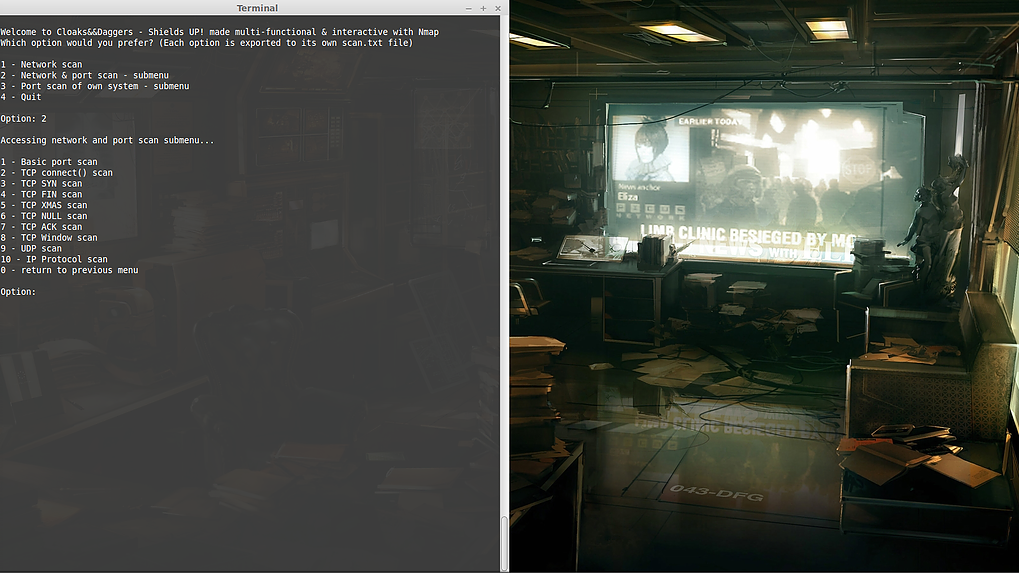 Terminal
Welcome to Cloaks&&Daggers - Shields UP! made multi-functional & interactive with Nmap
Which option would you prefer? (Each option is exported to its own scan.txt file)
1 - Network scan
2 - Network & port scan - submenu
3 - Port scan of own system - submenu
4 - Quit
Option: 2
Accessing network and port scan submenu...
1 - Basic port scan
2 - TCP connect() scan
3 - TCP SYN scan
4 - TCP FIN scan
5 - TCP XMAS scan
6 - TCP NULL scan
7 - TCP ACK scan
8 - TCP Window scan
9 - UDP scan
10 - IP Protocol scan
0 - return to previous menu
Option:
EARLIER TODAY
STOP
News anchor
Eliza
PICUS
NETWORK
LIMB CLINIC BESIEGED BY MO
WITH
043-DFG